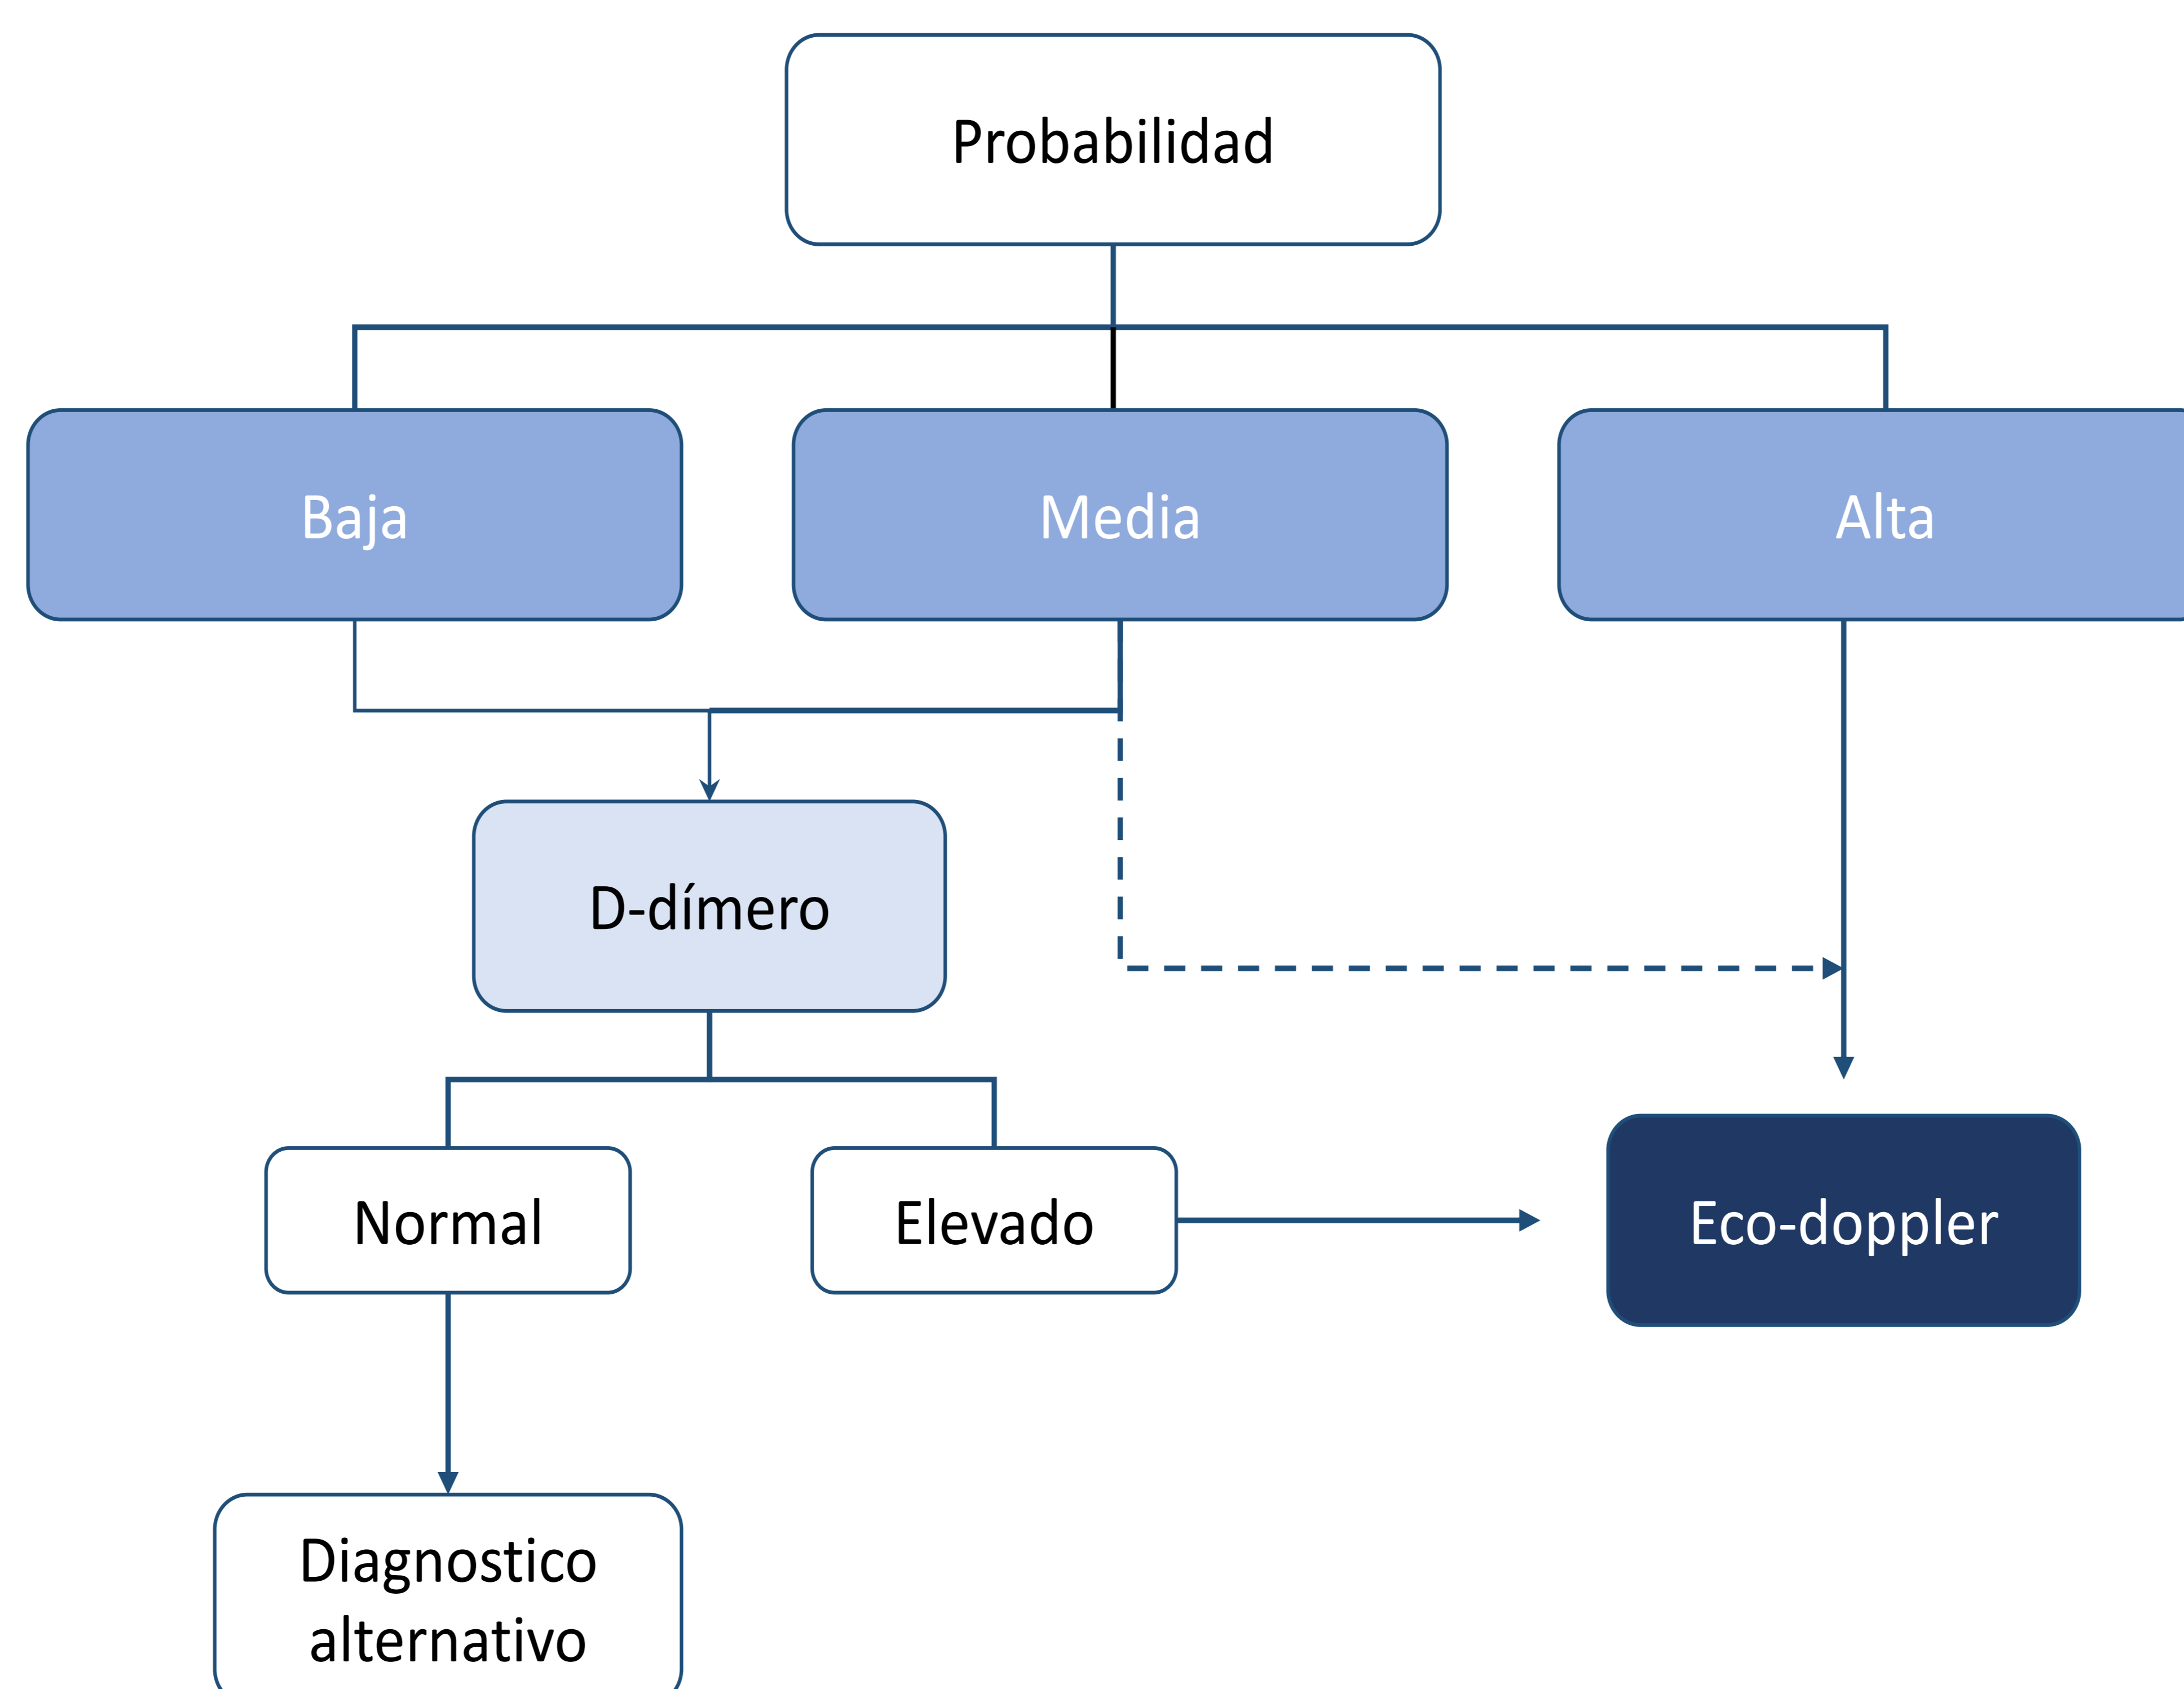 Probabilidad
Baja
Media
Alta
D-dímero
Normal
Elevado
Eco-doppler
Diagnostico
alternativo